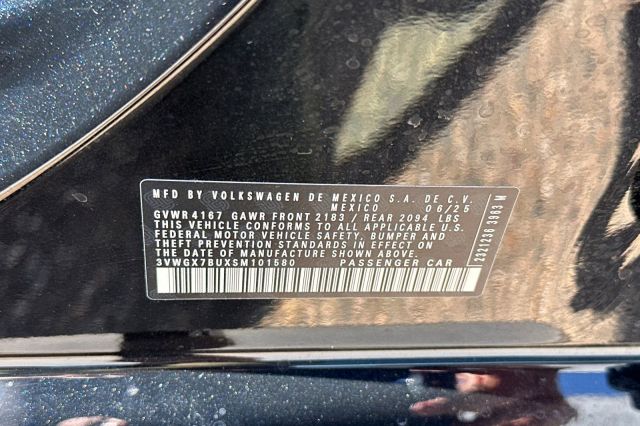 MFD BY VOLKSWAGEN DE MEXICO S.A. DE C.V.
MEXICO 06/25
GVWR 4167 GAWR FRONT 2183 / REAR 2094 LBS
THIS VEHICLE CONFORMS TO ALL APPLICABLE U.S.
FEDERAL MOTOR VEHICLE SAFETY, BUMPER AND
THEFT PREVENTION STANDARDS IN EFFECT ON
THE DATE OF MANUFACTURE SHOWN ABOVE.
3VWGX7BUXSM101580 PASSENGER CAR
2321236 3963 M